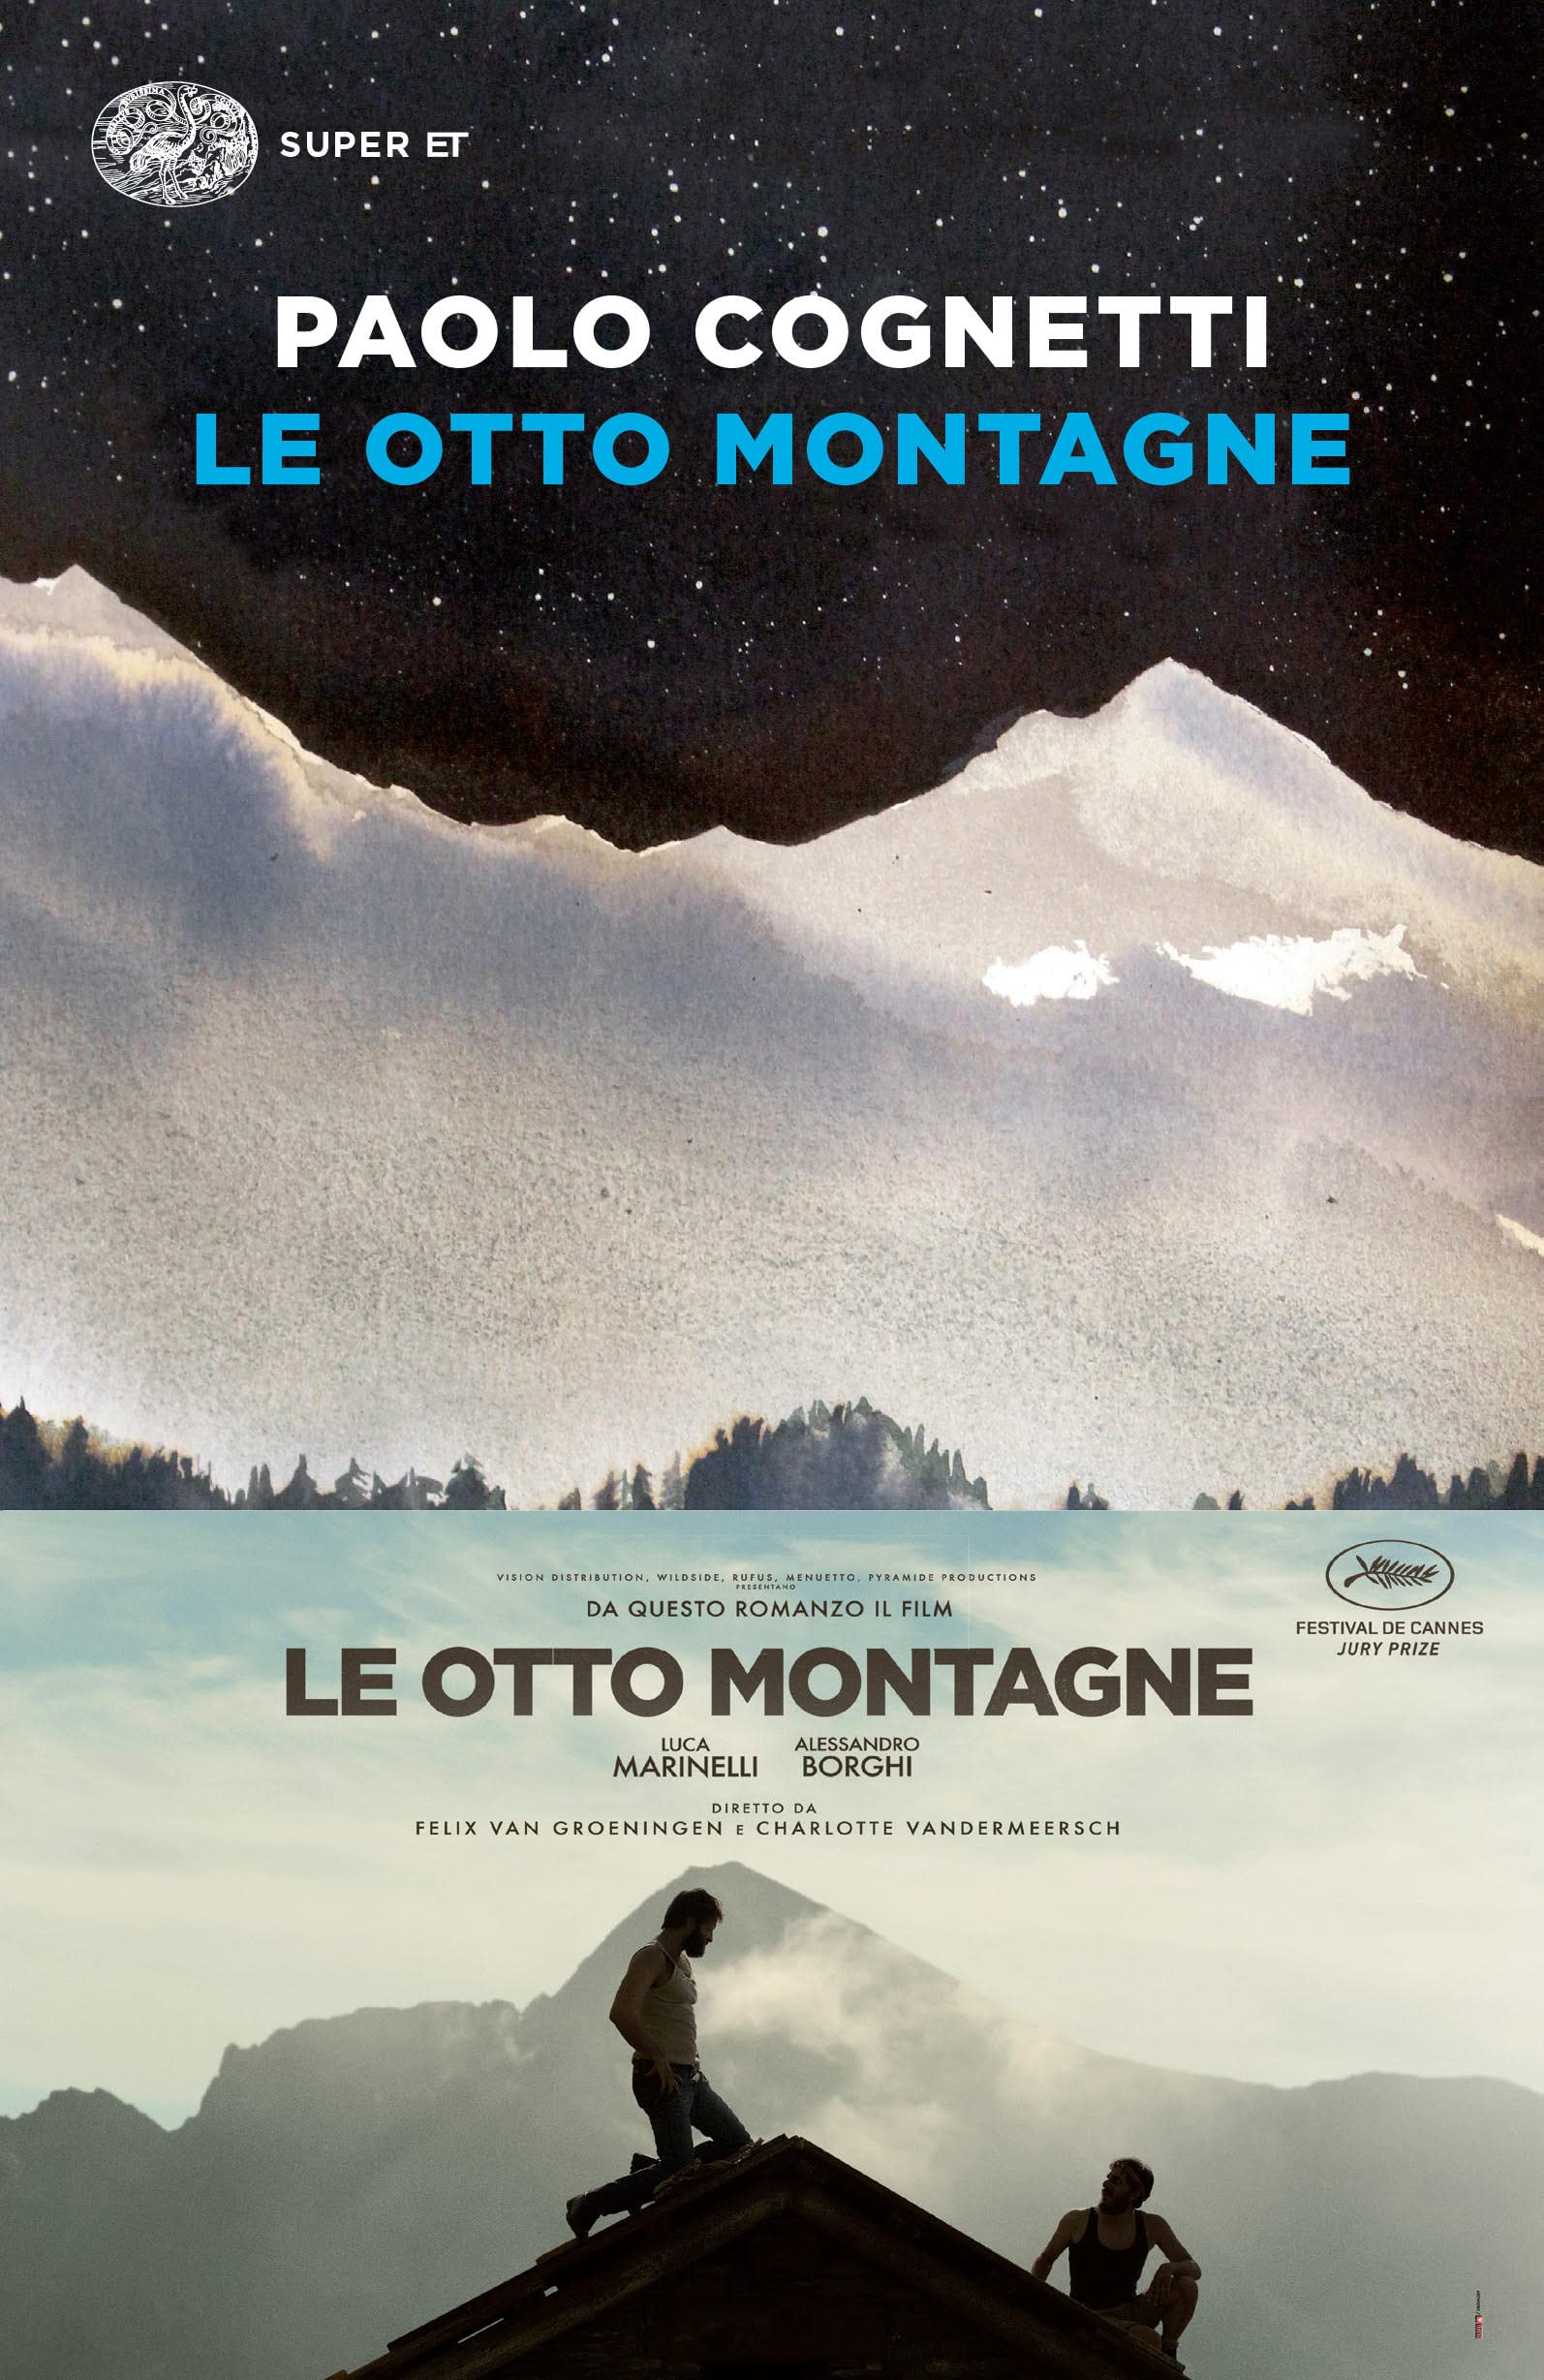 SUPER ET
PAOLO COGNETTI
LE OTTO MONTAGNE
VISION DISTRIBUTION, WILDSIDE, RUFUS, MENUETTO, PYRAMIDE PRODUCTIONS
PRESENTANO
DA QUESTO ROMANZO IL FILM
FESTIVAL DE CANNES
JURY PRIZE
LE OTTO MONTAGNE
LUCA MARINELLI
ALESSANDRO BORGHI
DIRETTO DA
FELIX VAN GROENINGEN E CHARLOTTE VANDERMEERSCH